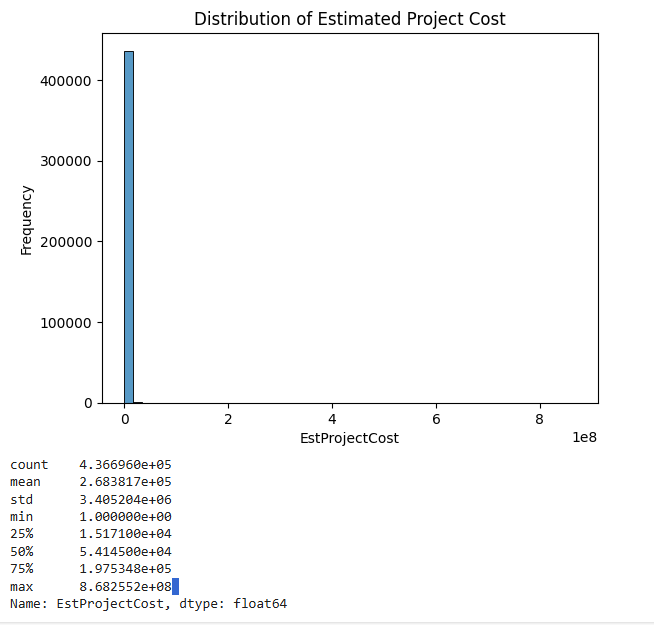 Distribution of Estimated Project Cost
400000
300000
200000
100000
0
Frequency
0 2 4 6 8
1e8
EstProjectCost
count 4.366960e+05
mean 2.683817e+05
std 3.405204e+06
min 1.000000e+00
25% 1.517100e+04
50% 5.414500e+04
75% 1.975348e+05
max 8.682552e+08
Name: EstProjectCost, dtype: float64